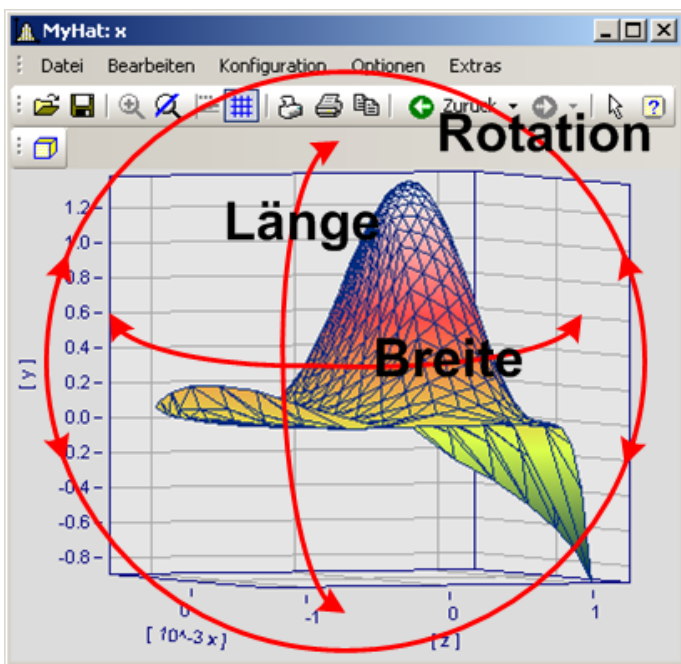 MyHat: x
Datei Bearbeiten Konfiguration Optionen Extras
Zurück
Rotation
Länge
Breite
1.2
1.0
0.8
0.6
0.4
0.2
0.0
-0.2
-0.4
-0.6
-0.8
[ y ]
0 -1 0 1
[ 10^-3 x ] [ z ]